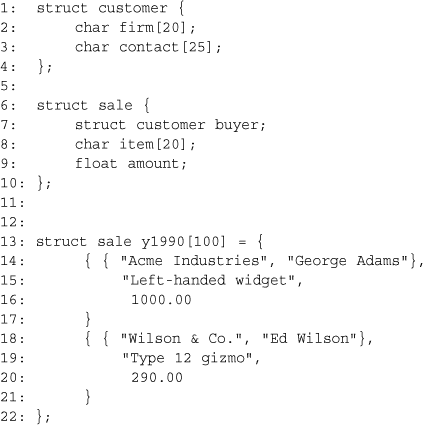 1: struct customer {
2: char firm[20];
3: char contact[25];
4: };
5:
6: struct sale {
7: struct customer buyer;
8: char item[20];
9: float amount;
10: };
11:
12:
13: struct sale y1990[100] = {
14: { { "Acme Industries", "George Adams"},
15: "Left-handed widget",
16: 1000.00
17: }
18: { { "Wilson & Co.", "Ed Wilson"},
19: "Type 12 gizmo",
20: 290.00
21: }
22: };